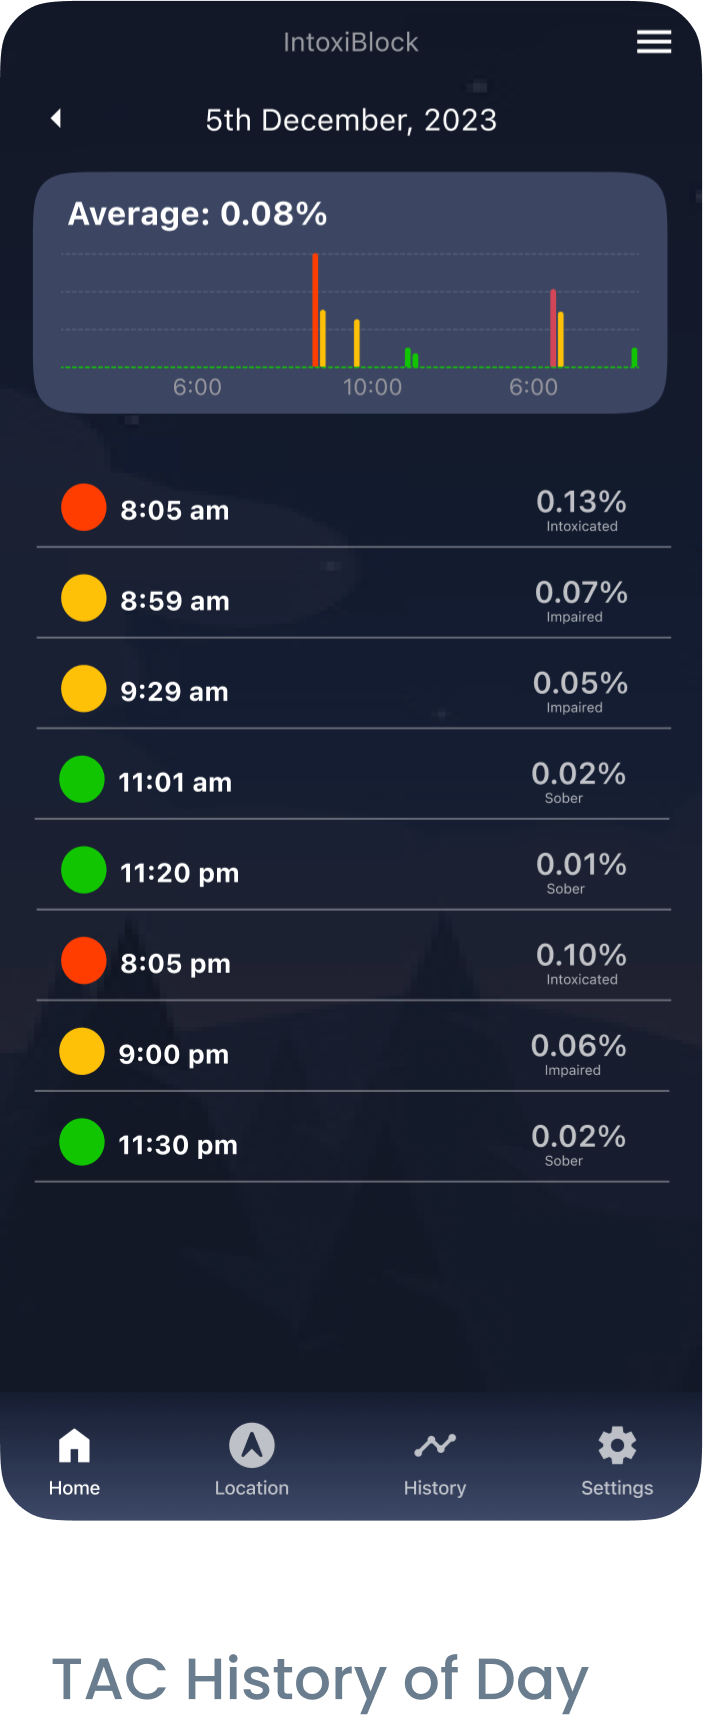 IntoxiBlock
5th December, 2023
Average: 0.08%
6:00 10:00 6:00
8:05 am 0.13%
Intoxicated
8:59 am 0.07%
Impaired
9:29 am 0.05%
Impaired
11:01 am 0.02%
Sober
11:20 pm 0.01%
Sober
8:05 pm 0.10%
Intoxicated
9:00 pm 0.06%
Impaired
11:30 pm 0.02%
Sober
Home Location History Settings
TAC History of Day